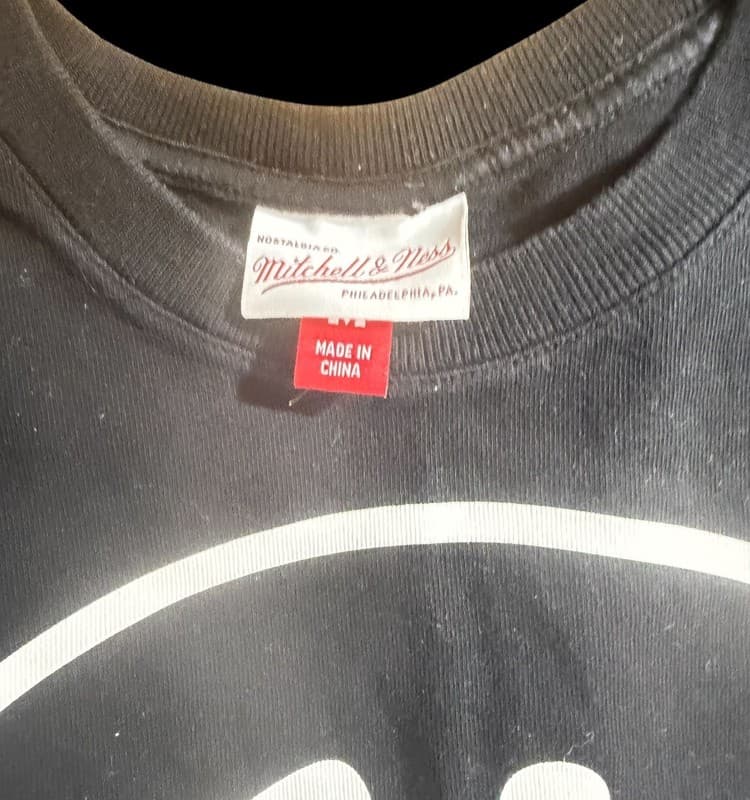 NOSTALGIA CO.
Mitchell & Ness
PHILADELPHIA, PA.
M
MADE IN
CHINA